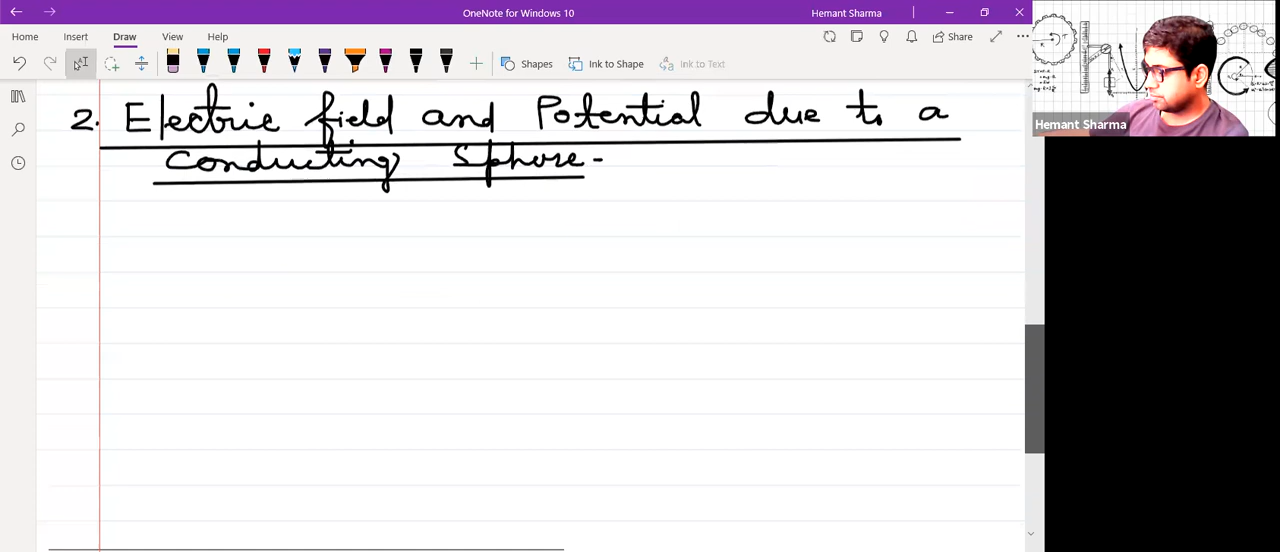 OneNote for Windows 10
Hemant Sharma
Home Insert Draw View Help
Share
Shapes Ink to Shape Ink to Text
2. Electric field and Potential due to a
Conducting Sphere-
Hemant Sharma